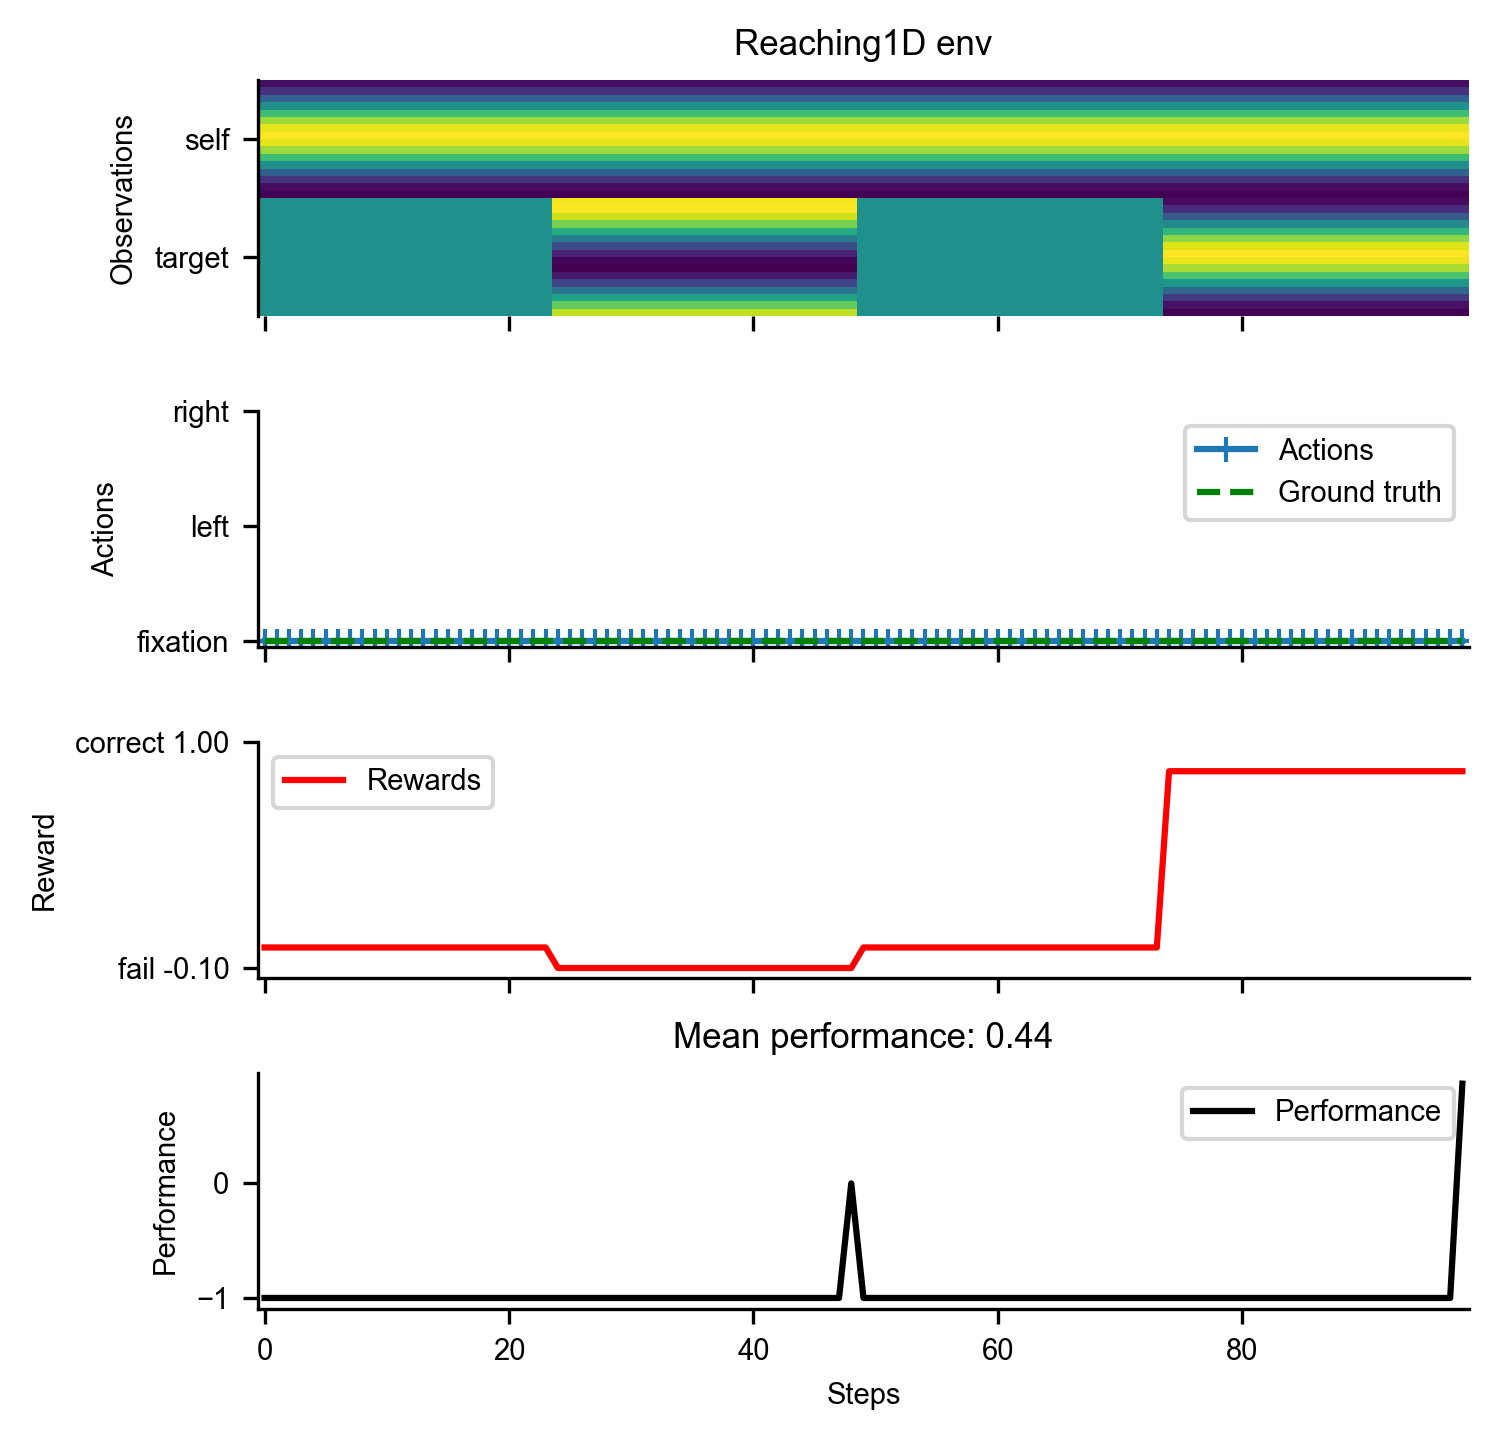 Reaching1D env
Observations
self
target
Actions
right
left
fixation
Actions
Ground truth
Reward
correct 1.00
fail -0.10
Rewards
Mean performance: 0.44
Performance
0
−1
Performance
0 20 40 60 80
Steps